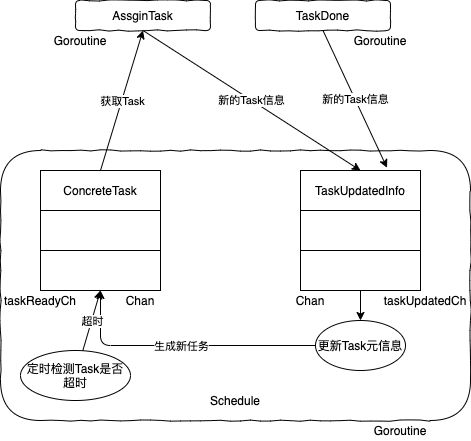 AssginTask
TaskDone
Goroutine
Goroutine
获取Task
新的Task信息
新的Task信息
ConcreteTask
TaskUpdatedInfo
taskReadyCh
Chan
Chan
taskUpdatedCh
超时
生成新任务
更新Task元信息
定时检测Task是否
超时
Schedule
Goroutine